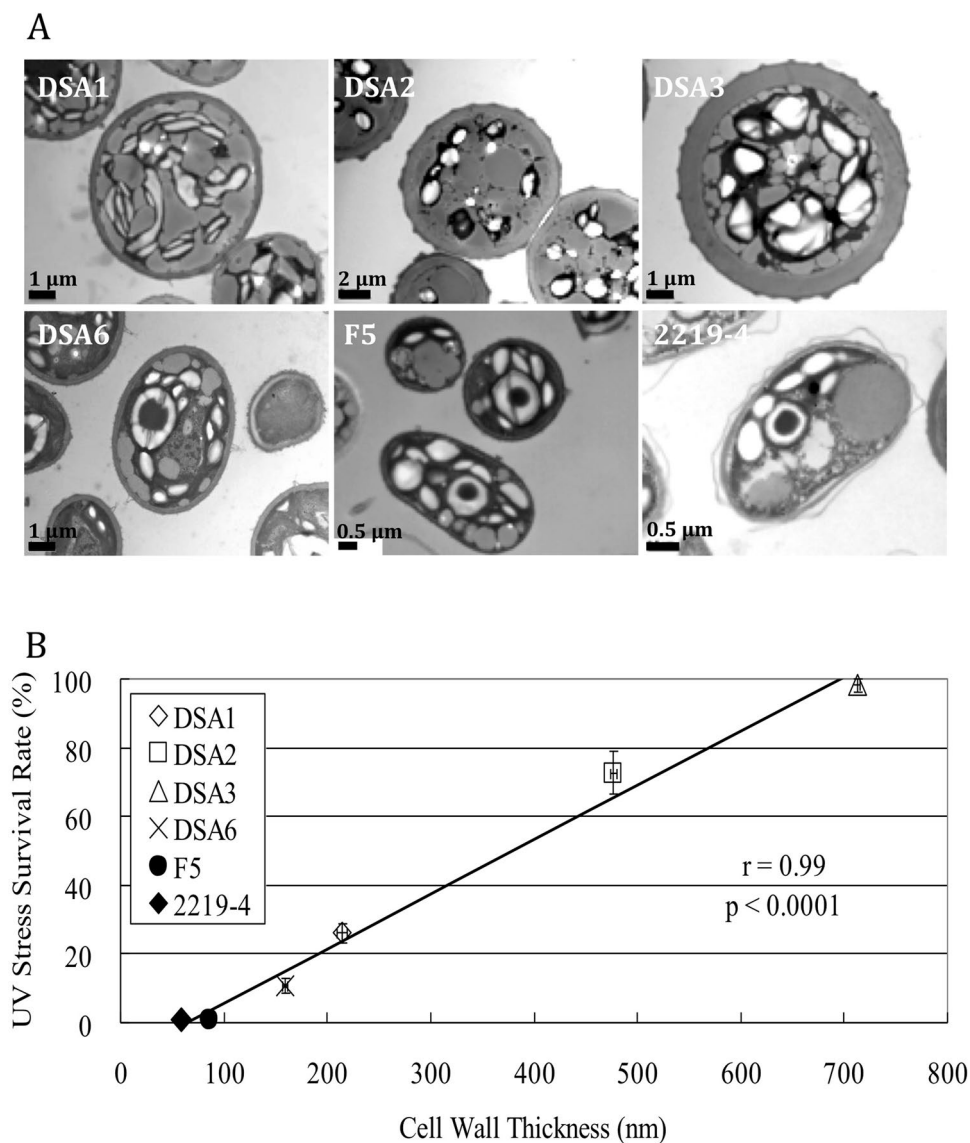 A
DSA1 DSA2 DSA3
1 μm 2 μm 1 μm
DSA6 F5 2219-4
1 μm 0.5 μm 0.5 μm
B
UV Stress Survival Rate (%)
100
80
60
40
20
0
DSA1
DSA2
DSA3
DSA6
F5
2219-4
r = 0.99
p < 0.0001
0 100 200 300 400 500 600 700 800
Cell Wall Thickness (nm)